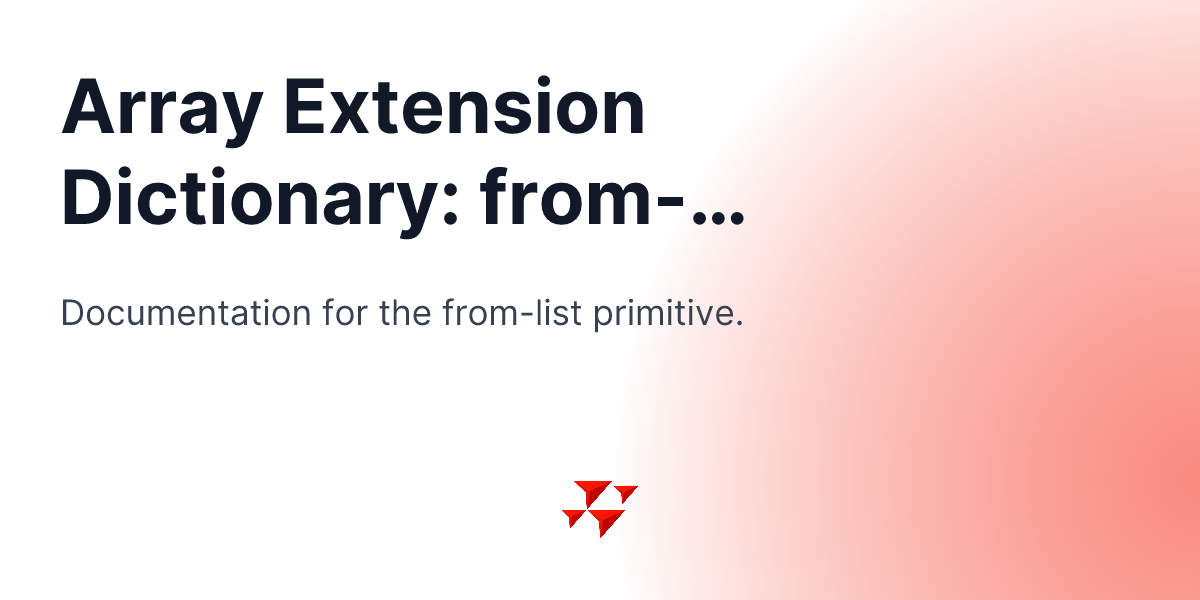 Array Extension
Dictionary: from-...
Documentation for the from-list primitive.